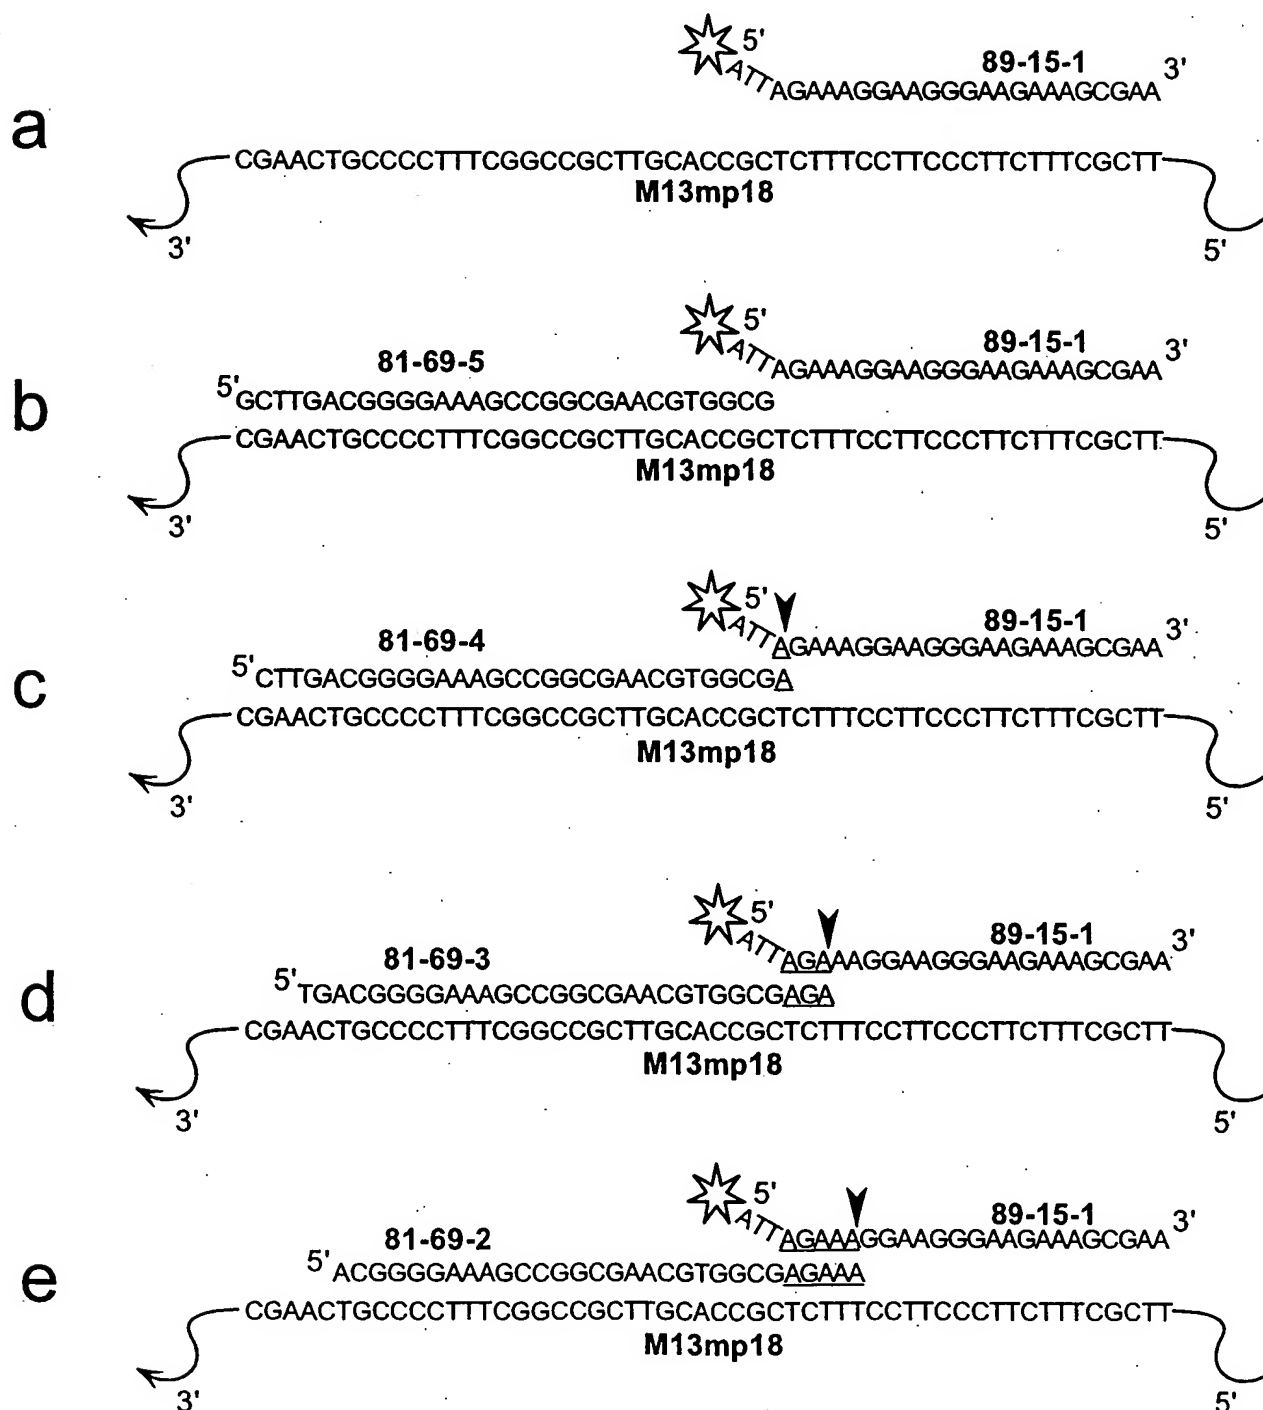 5'
89-15-1
ATTAGAAAGGAAGGGAAGAAAGCGAA 3'
a
CGAACTGCCCCTTTCGGCCGCTTGCACCGCTCTTTCCTTCCCTTCTTTCGCTT
M13mp18
3' 5'
5'
81-69-5 89-15-1
ATTAGAAAGGAAGGGAAGAAAGCGAA 3'
b
5' GCTTGACGGGGAAAGCCGGCGAACGTGGCG
CGAACTGCCCCTTTCGGCCGCTTGCACCGCTCTTTCCTTCCCTTCTTTCGCTT
M13mp18
3' 5'
5'
81-69-4 89-15-1
ATTAGAAAGGAAGGGAAGAAAGCGAA 3'
c
5' CTTGACGGGGAAAGCCGGCGAACGTGGCGA
CGAACTGCCCCTTTCGGCCGCTTGCACCGCTCTTTCCTTCCCTTCTTTCGCTT
M13mp18
3' 5'
5'
81-69-3 89-15-1
ATTAGAAAGGAAGGGAAGAAAGCGAA 3'
d
5' TGACGGGGAAAGCCGGCGAACGTGGCGAGA
CGAACTGCCCCTTTCGGCCGCTTGCACCGCTCTTTCCTTCCCTTCTTTCGCTT
M13mp18
3' 5'
5'
81-69-2 89-15-1
ATTAGAAAGGAAGGGAAGAAAGCGAA 3'
e
5' ACGGGGAAAGCCGGCGAACGTGGCGAGAAA
CGAACTGCCCCTTTCGGCCGCTTGCACCGCTCTTTCCTTCCCTTCTTTCGCTT
M13mp18
3' 5'